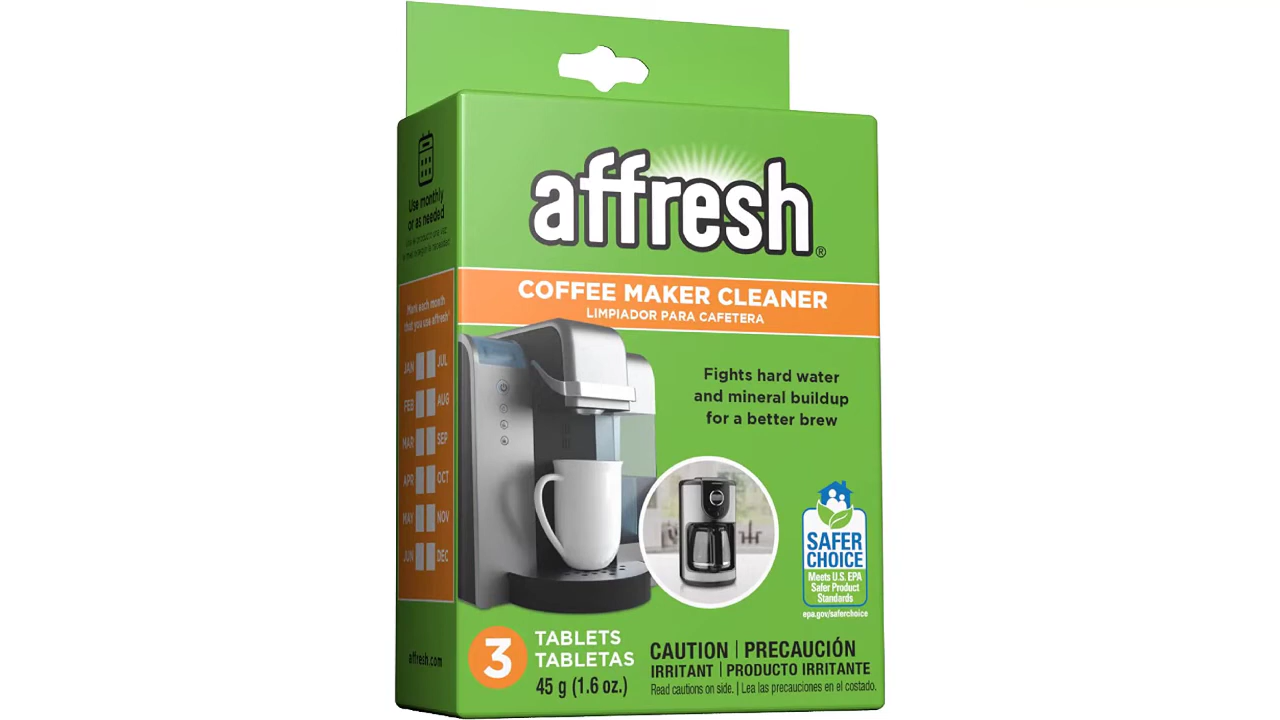 affresh®
COFFEE MAKER CLEANER
LIMPIADOR PARA CAFETERA
Fights hard water
and mineral buildup
for a better brew
SAFER
CHOICE
Meets U.S. EPA
Safer Product
Standards
epa.gov/saferchoice
3 TABLETS
TABLETAS
45 g (1.6 oz.)
CAUTION | PRECAUCIÓN
IRRITANT | PRODUCTO IRRITANTE
Read cautions on side. | Lea las precauciones en el costado.
Use monthly
or as needed
Mark each month
that you use affresh®
JAN JUL
FEB AUG
MAR SEP
APR OCT
MAY NOV
JUN DEC
affresh.com